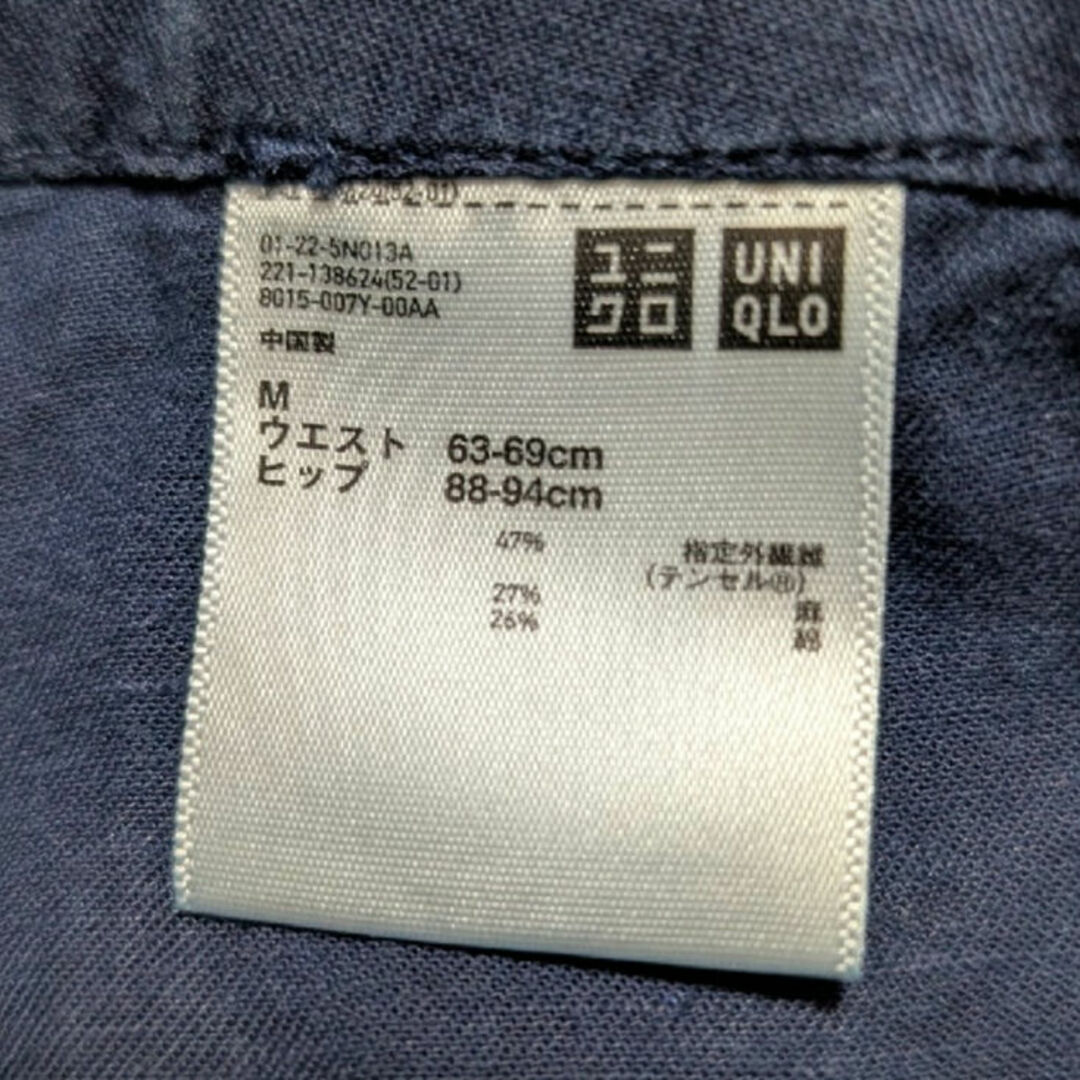 01-22-5N013A
221-138624(52-01)
8015-007Y-00AA
中国製
ユニ
クロ
UNI
QLO
M
ウエスト 63-69cm
ヒップ 88-94cm
47% 指定外繊維
(テンセル®)
27% 麻
26% 綿